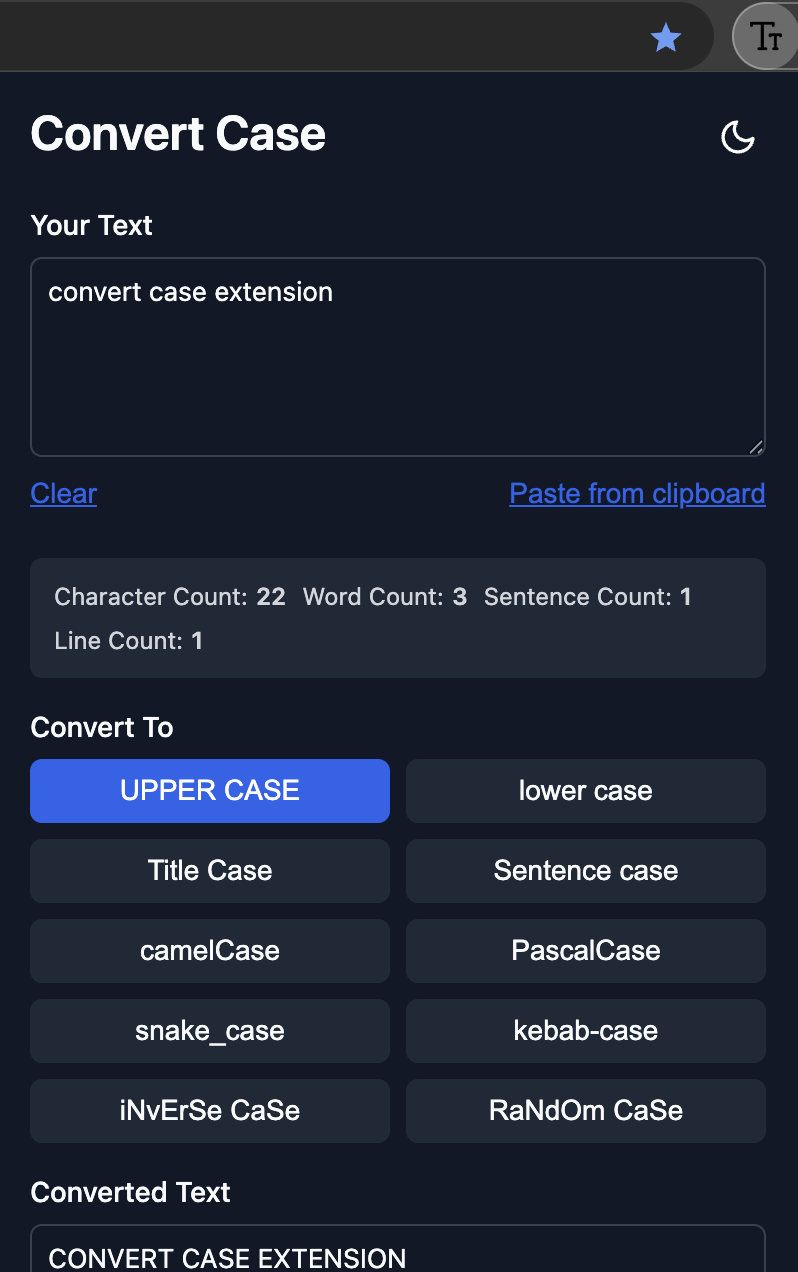 Tт
Convert Case
Your Text
convert case extension
Clear Paste from clipboard
Character Count: 22 Word Count: 3 Sentence Count: 1
Line Count: 1
Convert To
UPPER CASE lower case
Title Case Sentence case
camelCase PascalCase
snake_case kebab-case
iNvErSe CaSe RaNdOm CaSe
Converted Text
CONVERT CASE EXTENSION